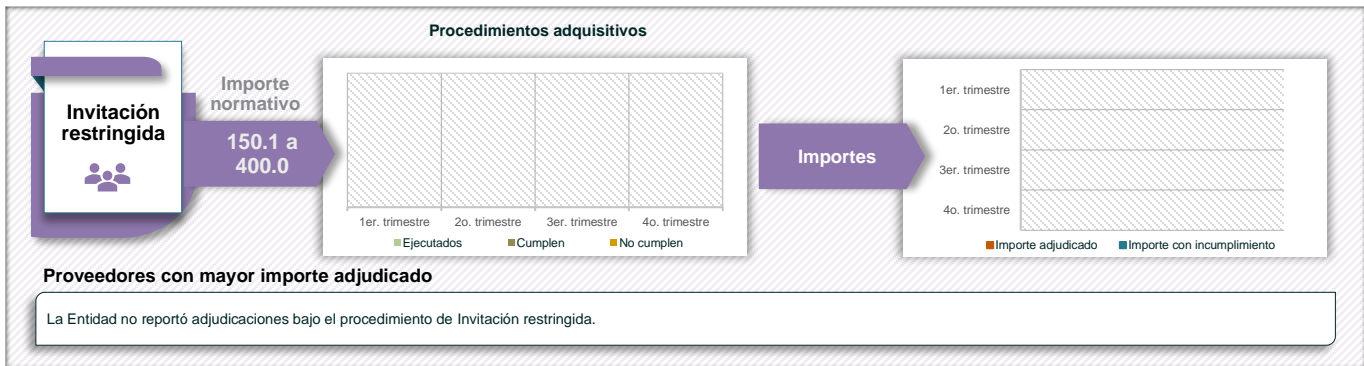 Procedimientos adquisitivos
Invitación
restringida
Importe
normativo
150.1 a
400.0
1er. trimestre 2o. trimestre 3er. trimestre 4o. trimestre
Ejecutados Cumplen No cumplen
Importes
1er. trimestre
2o. trimestre
3er. trimestre
4o. trimestre
Importe adjudicado Importe con incumplimiento
Proveedores con mayor importe adjudicado
La Entidad no reportó adjudicaciones bajo el procedimiento de Invitación restringida.